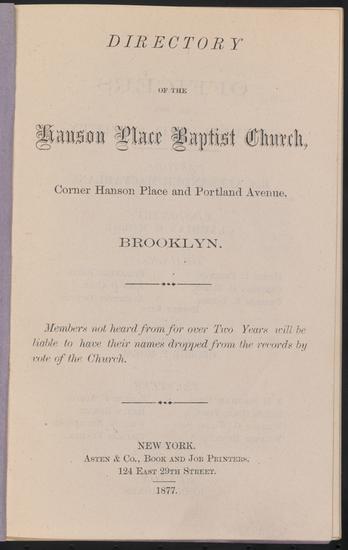 DIRECTORY
OF THE
Hanson Place Baptist Church,
Corner Hanson Place and Portland Avenue,
BROOKLYN.
Members not heard from for over Two Years will be
liable to have their names dropped from the records by
vote of the Church.
NEW YORK.
ASTEN & CO., BOOK AND JOB PRINTERS.
124 EAST 29TH STREET.
1877.